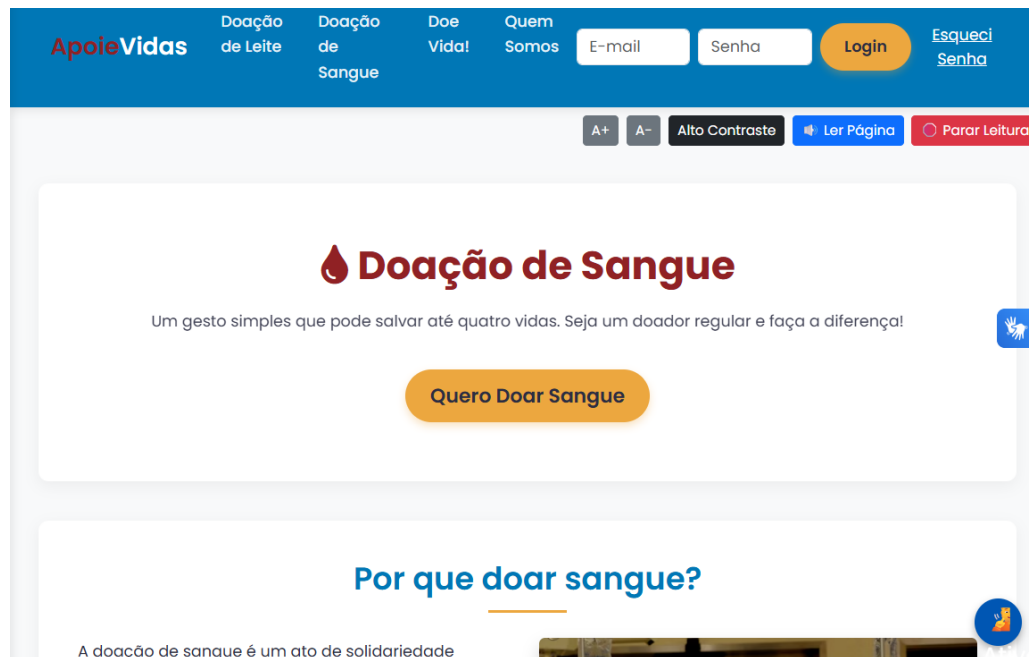 ApoieVidas
Doação
de Leite
Doação
de
Sangue
Doe
Vida!
Quem
Somos
E-mail
Senha
Login
Esqueci
Senha
A+
A-
Alto Contraste
Ler Página
Parar Leitura
Doação de Sangue
Um gesto simples que pode salvar até quatro vidas. Seja um doador regular e faça a diferença!
Quero Doar Sangue
Por que doar sangue?
A doação de sangue é um ato de solidariedade